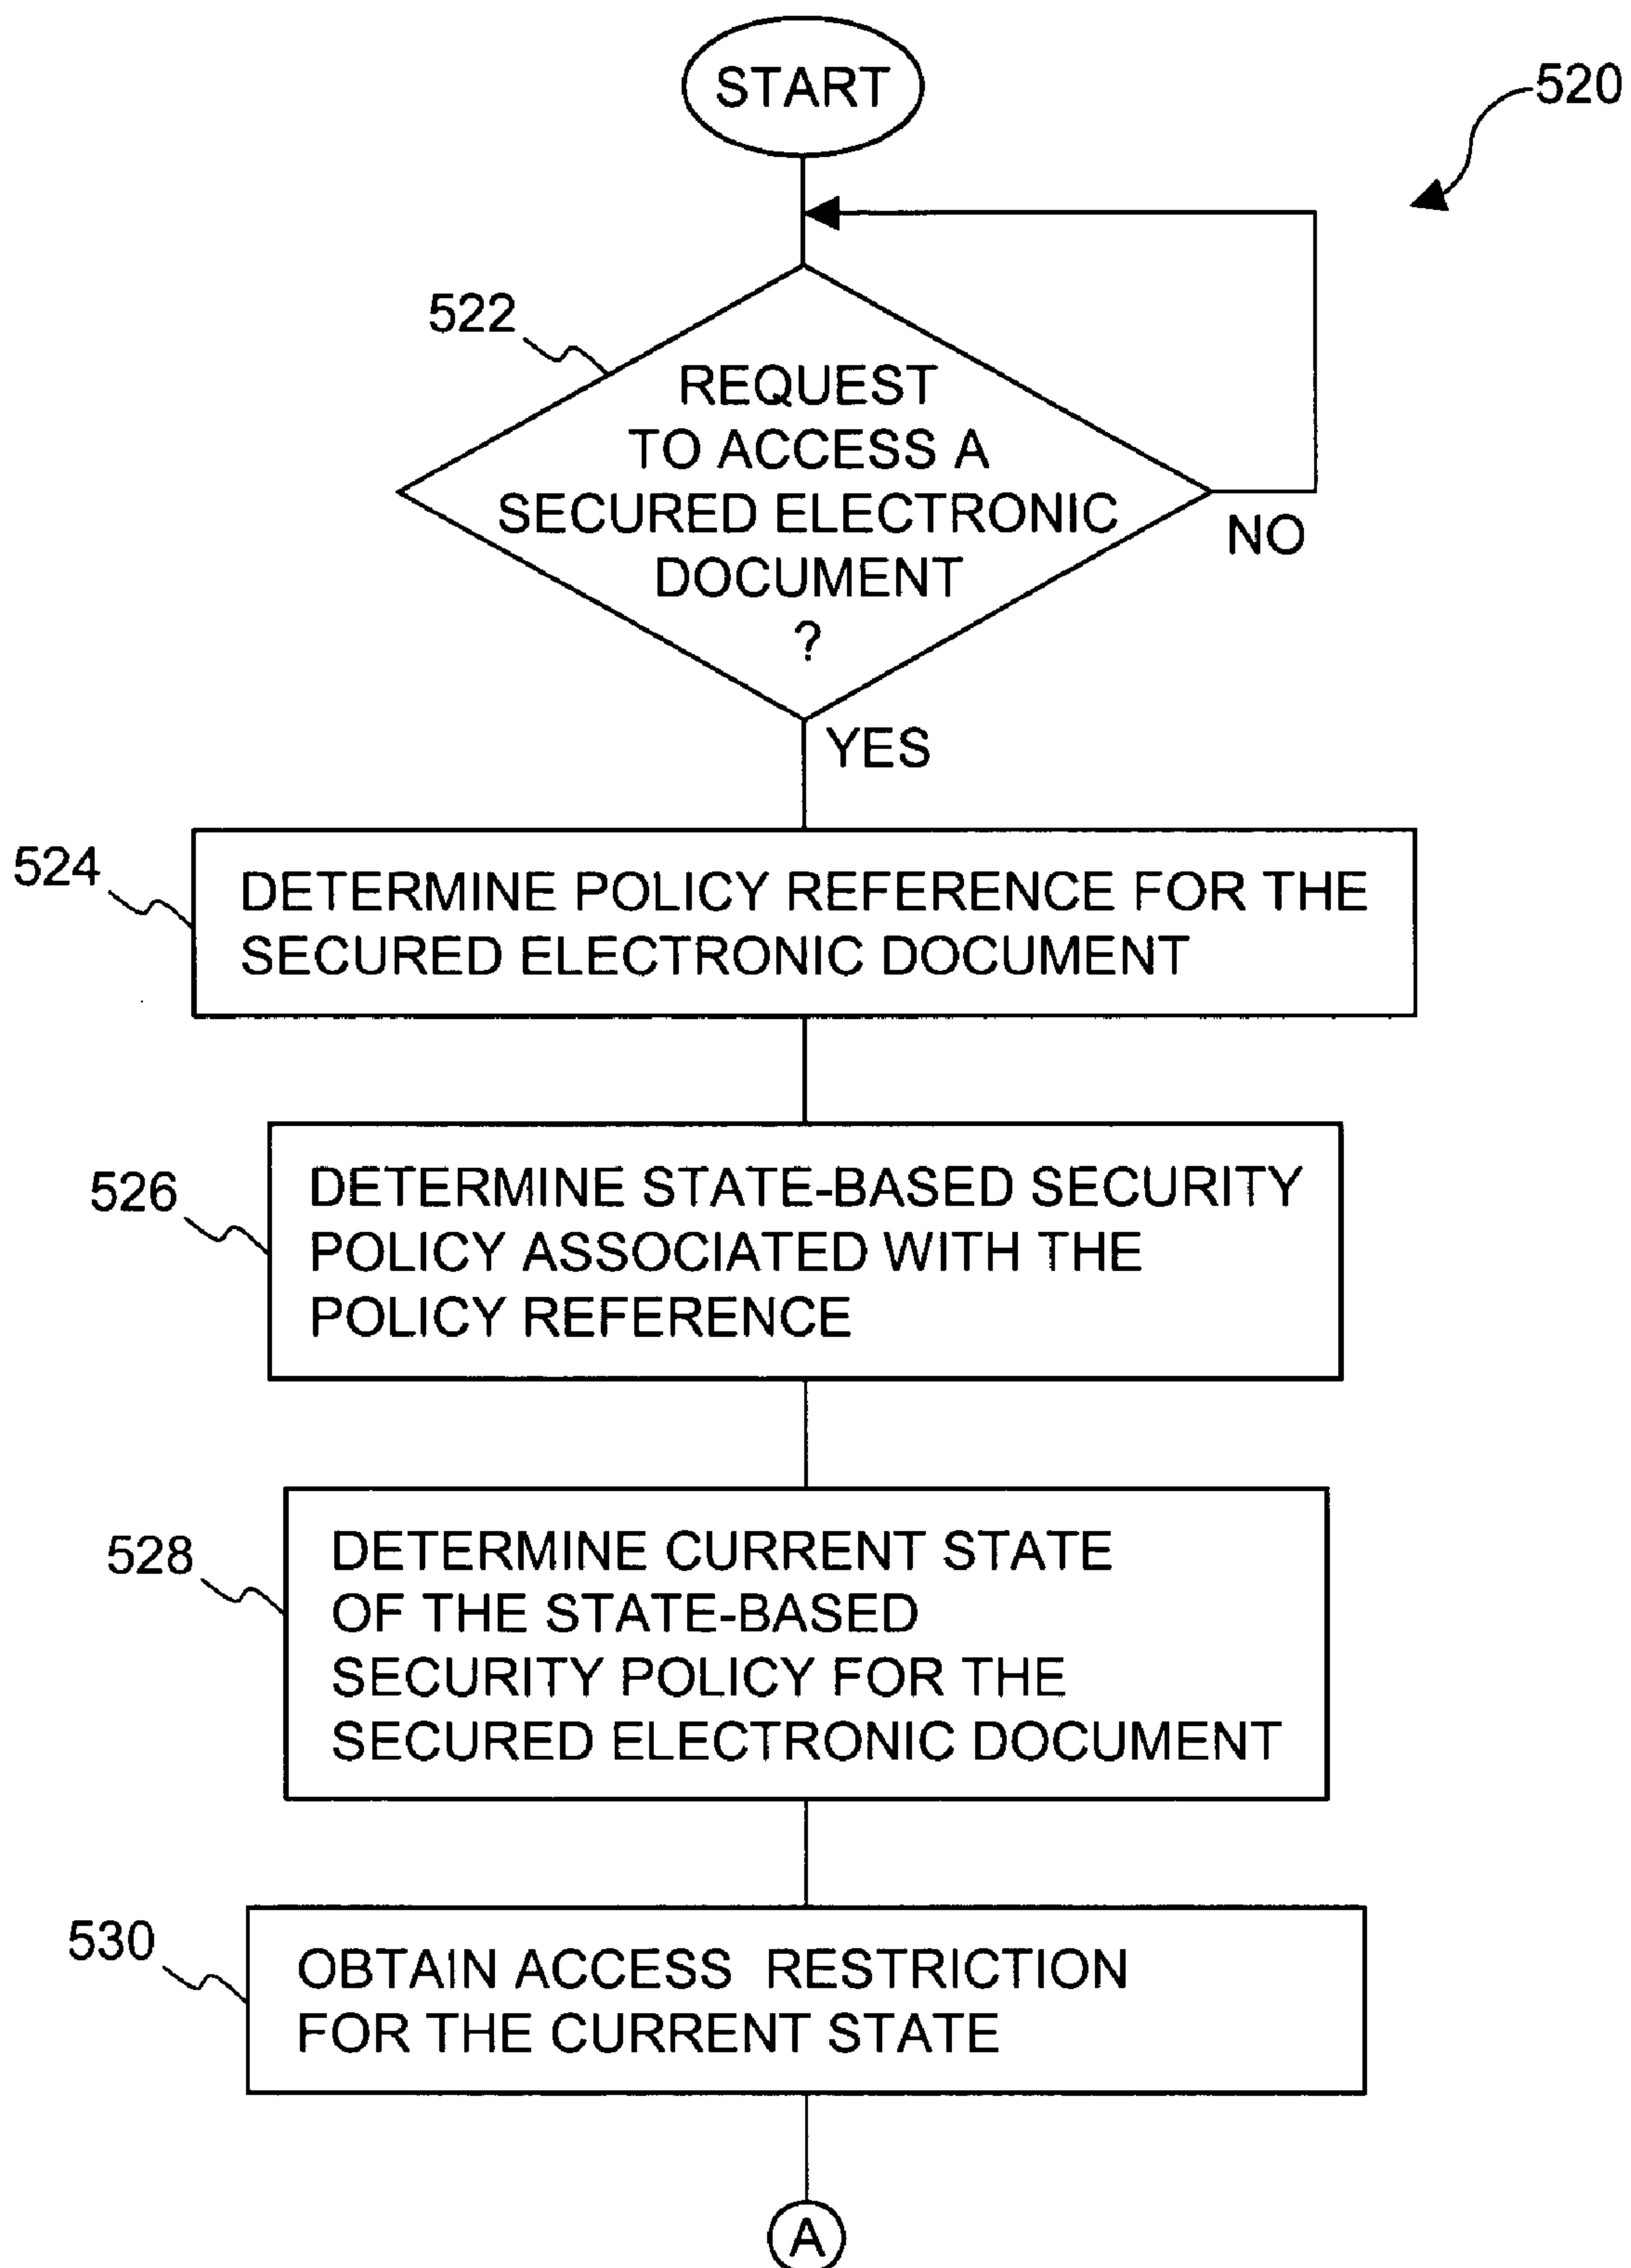 START
520
522
REQUEST
TO ACCESS A
SECURED ELECTRONIC
DOCUMENT
?
NO
YES
524
DETERMINE POLICY REFERENCE FOR THE
SECURED ELECTRONIC DOCUMENT
526
DETERMINE STATE-BASED SECURITY
POLICY ASSOCIATED WITH THE
POLICY REFERENCE
528
DETERMINE CURRENT STATE
OF THE STATE-BASED
SECURITY POLICY FOR THE
SECURED ELECTRONIC DOCUMENT
530
OBTAIN ACCESS RESTRICTION
FOR THE CURRENT STATE
A